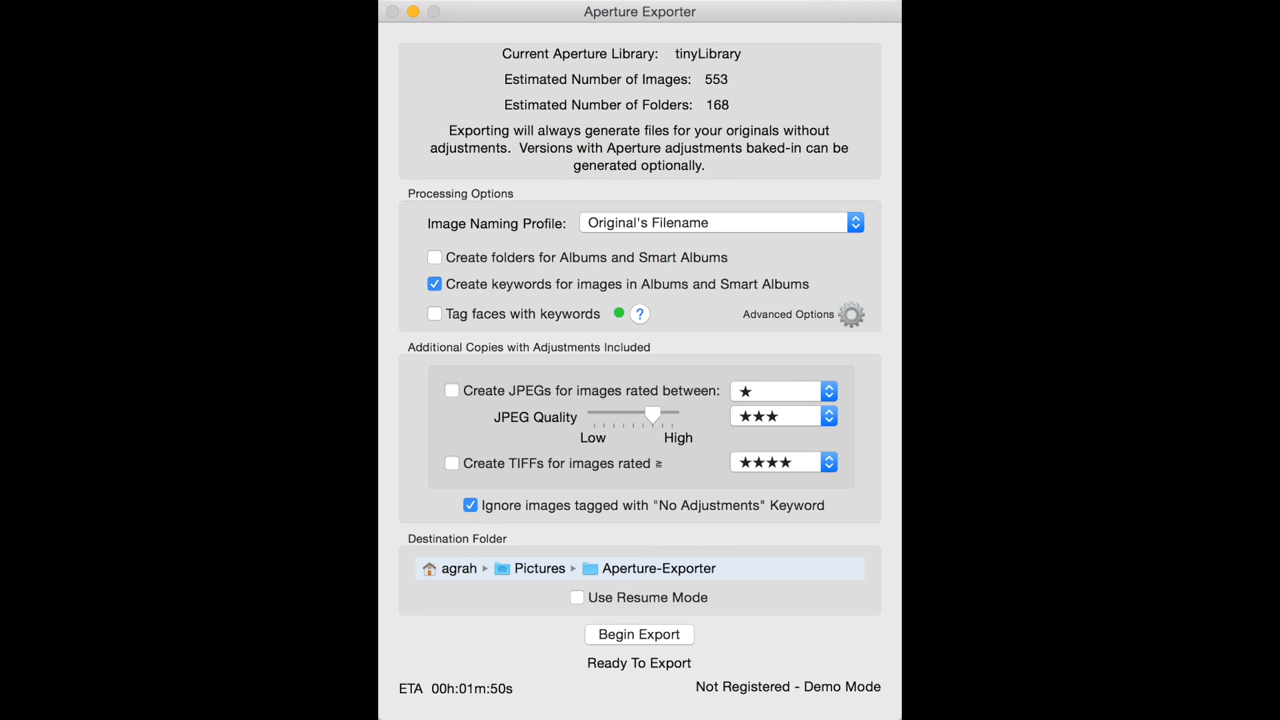 Aperture Exporter
Current Aperture Library: tinyLibrary
Estimated Number of Images: 553
Estimated Number of Folders: 168
Exporting will always generate files for your originals without
adjustments. Versions with Aperture adjustments baked-in can be
generated optionally.
Processing Options
Image Naming Profile: Original's Filename
Create folders for Albums and Smart Albums
Create keywords for images in Albums and Smart Albums
Tag faces with keywords ? Advanced Options
Additional Copies with Adjustments Included
Create JPEGs for images rated between: ★
JPEG Quality ★★★
Low High
Create TIFFs for images rated ≥ ★★★★
Ignore images tagged with "No Adjustments" Keyword
Destination Folder
agrah ▸ Pictures ▸ Aperture-Exporter
Use Resume Mode
Begin Export
Ready To Export
ETA 00h:01m:50s Not Registered - Demo Mode